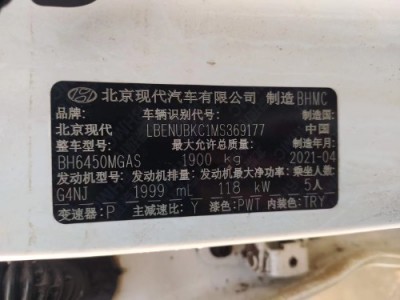 北京现代汽车有限公司 制造 BHMC
品牌: 车辆识别代号: 制造国:
北京现代 LBENUBKC1MS369177 中国
整车型号: 最大允许总质量: 制造年月:
BH6450MGAS 1900 kg 2021-04
发动机型号: 发动机排量: 发动机最大净功率: 乘坐人数
G4NJ 1999 mL 118 kW 5人
变速器: P 主减速比: Y 漆色: PWT 内装色: TRY